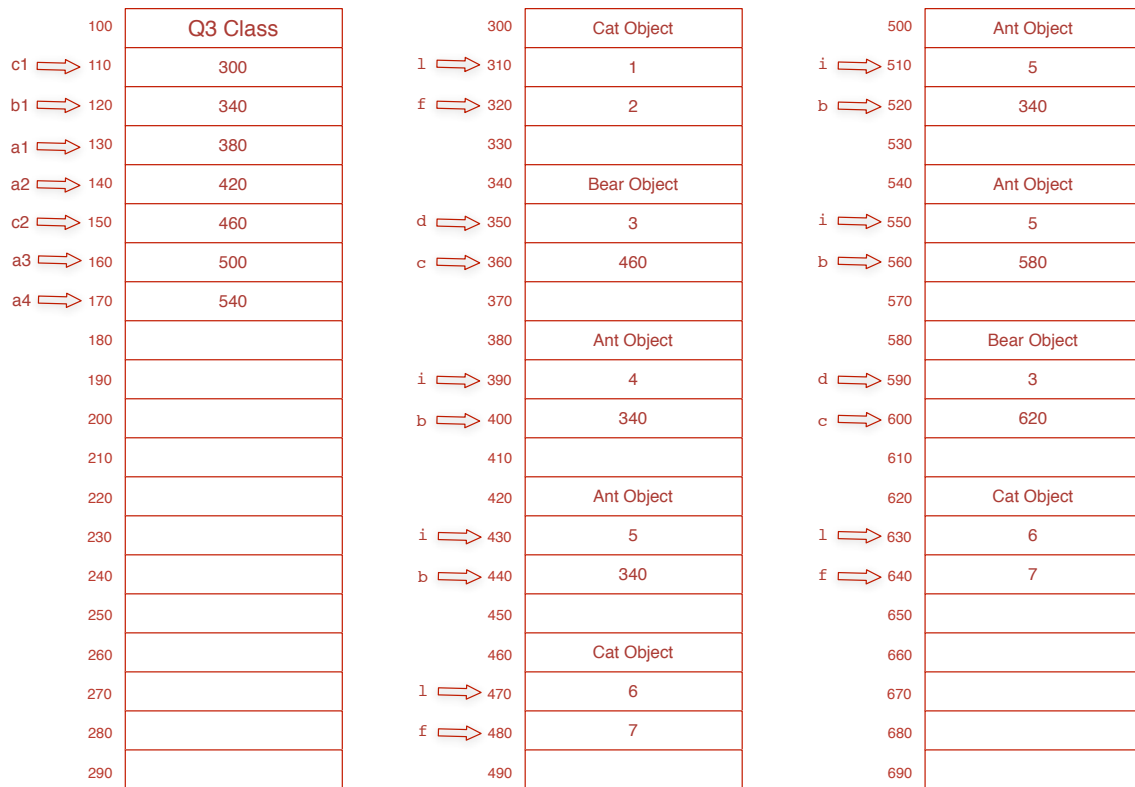 100 Q3 Class 300 Cat Object 500 Ant Object
c1 110 300 l 310 1 i 510 5
b1 120 340 f 320 2 b 520 340
a1 130 380 330 530
a2 140 420 340 Bear Object 540 Ant Object
c2 150 460 d 350 3 i 550 5
a3 160 500 c 360 460 b 560 580
a4 170 540 370 570
180 380 Ant Object 580 Bear Object
190 i 390 4 d 590 3
200 b 400 340 c 600 620
210 410 610
220 420 Ant Object 620 Cat Object
230 i 430 5 l 630 6
240 b 440 340 f 640 7
250 450 650
260 460 Cat Object 660
270 l 470 6 670
280 f 480 7 680
290 490 690